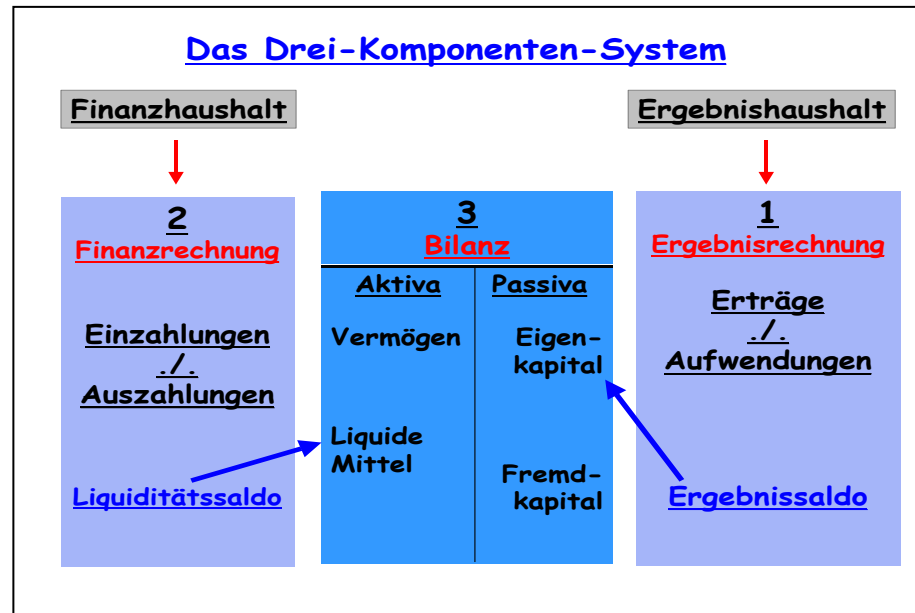 Das Drei-Komponenten-System
Finanzhaushalt
Ergebnishaushalt
2
Finanzrechnung
Einzahlungen
./.
Auszahlungen
Liquiditätssaldo
3
Bilanz
Aktiva
Passiva
Vermögen
Liquide
Mittel
Eigen-
kapital
Fremd-
kapital
1
Ergebnisrechnung
Erträge
./.
Aufwendungen
Ergebnissaldo